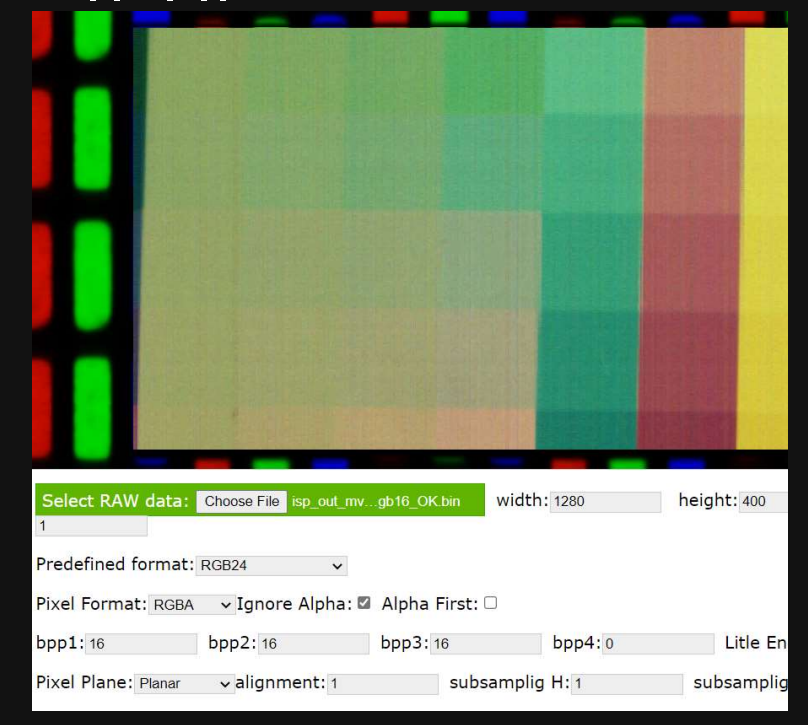 Select RAW data: Choose File isp_out_mv...gb16_OK.bin width: 1280 height: 400
1
Predefined format: RGB24
Pixel Format: RGBA Ignore Alpha: Alpha First:
bpp1: 16 bpp2: 16 bpp3: 16 bpp4: 0 Litle En
Pixel Plane: Planar alignment: 1 subsamplig H: 1 subsamplig